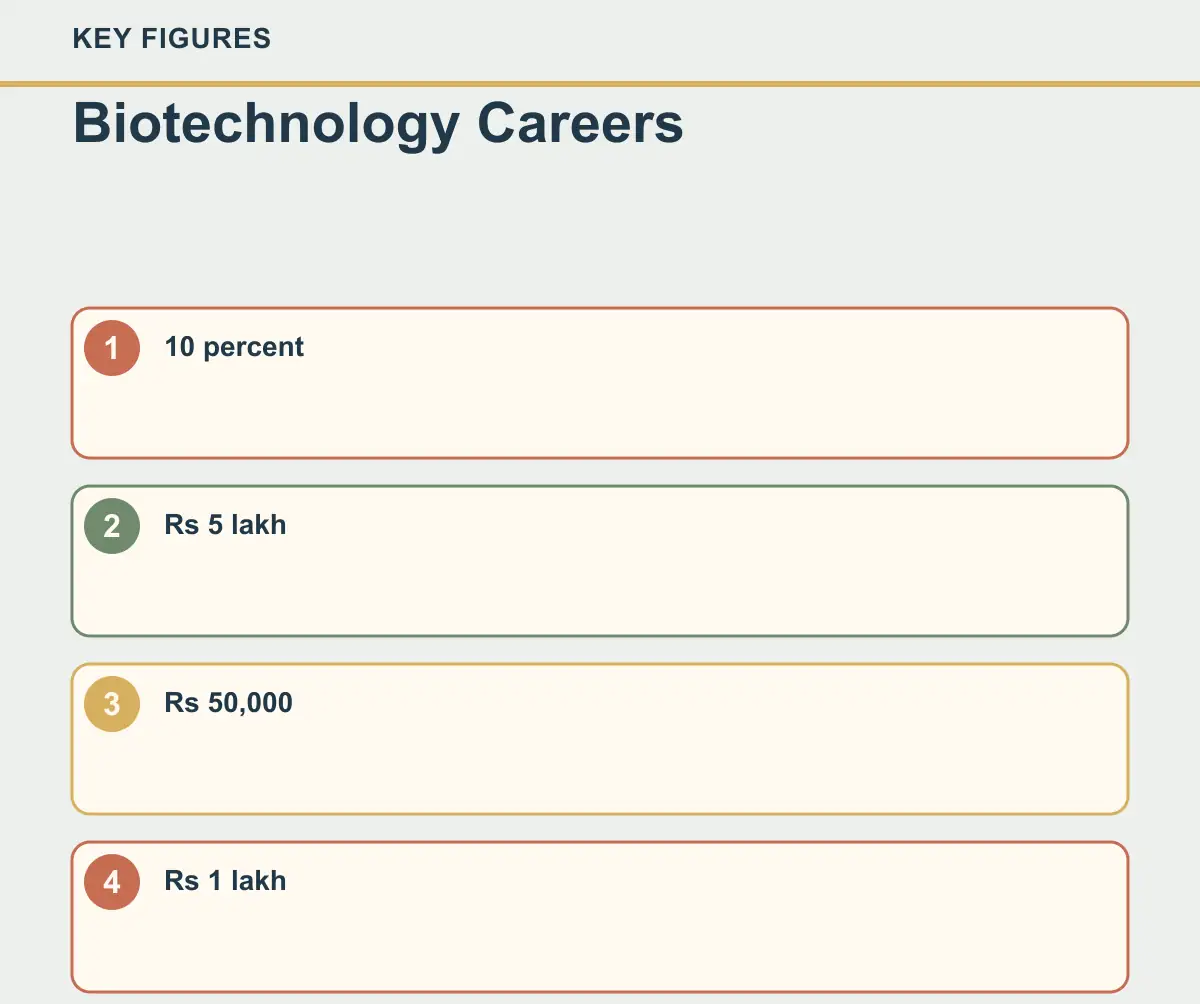 KEY FIGURES
Biotechnology Careers
1 10 percent
2 Rs 5 lakh
3 Rs 50,000
4 Rs 1 lakh